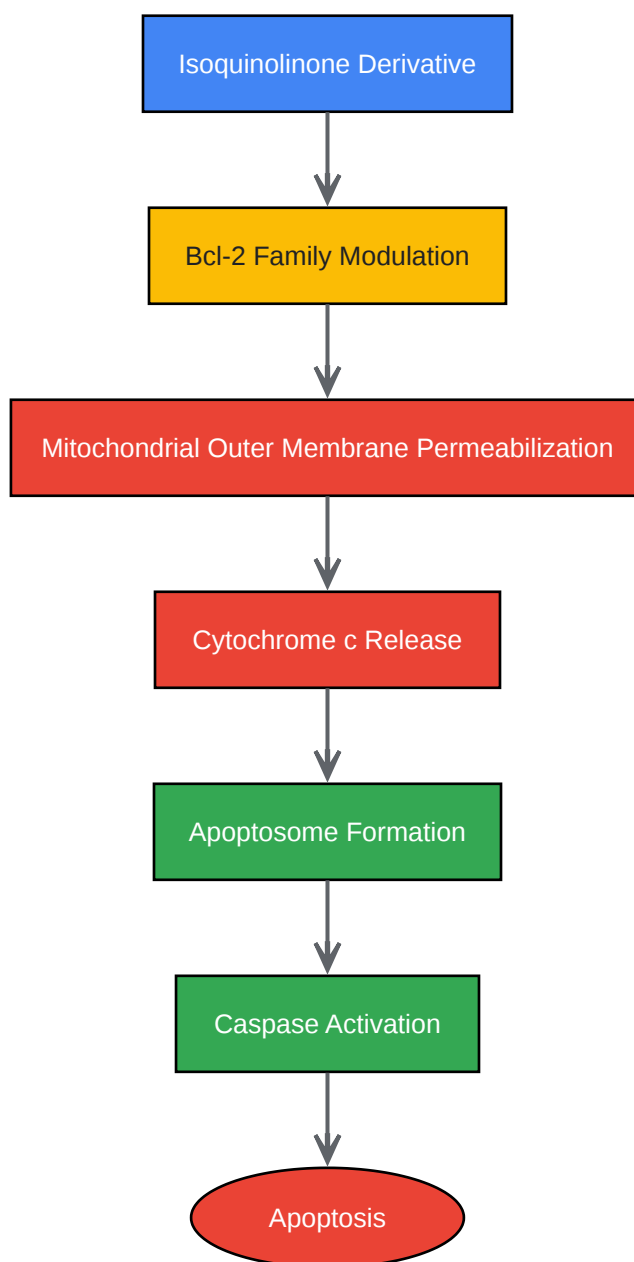 Isoquinolinone Derivative
Bcl-2 Family Modulation
Mitochondrial Outer Membrane Permeabilization
Cytochrome c Release
Apoptosome Formation
Caspase Activation
Apoptosis